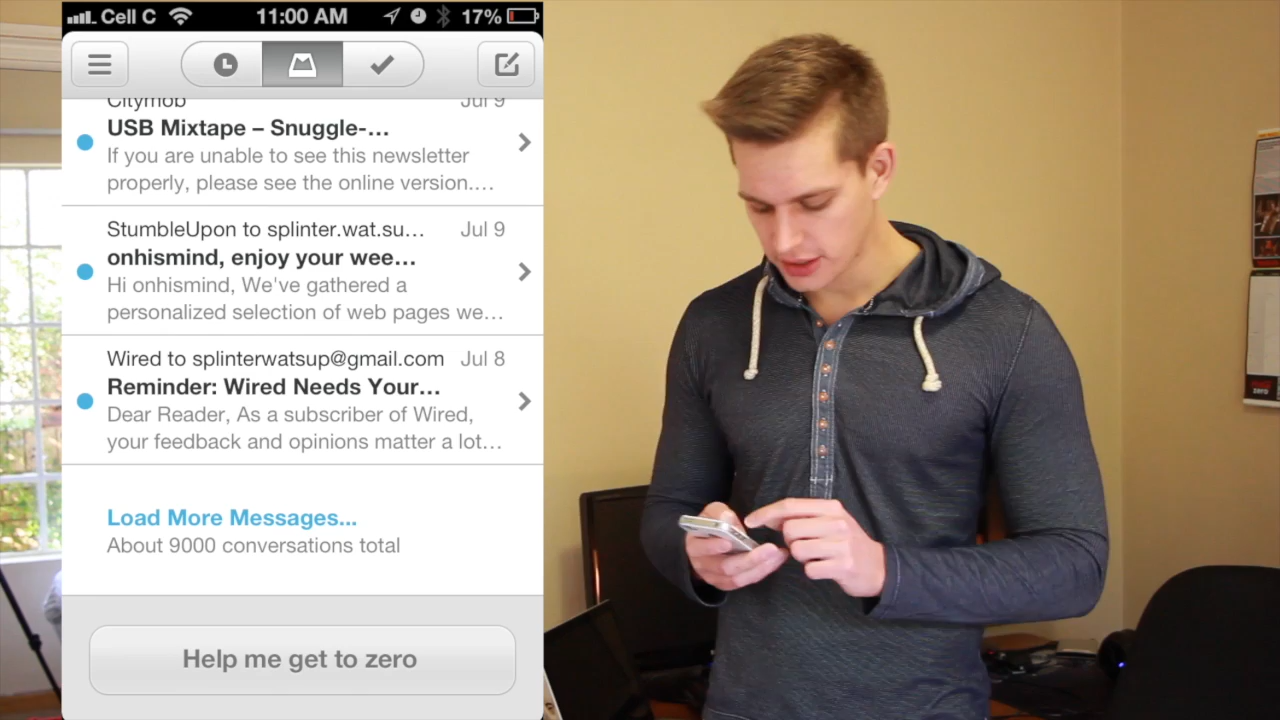 Cell C 11:00 AM 17%
Citymob Jul 9
USB Mixtape – Snuggle-…
If you are unable to see this newsletter
properly, please see the online version.…
StumbleUpon to splinter.wat.su… Jul 9
onhismind, enjoy your wee…
Hi onhismind, We've gathered a
personalized selection of web pages we…
Wired to splinterwatsup@gmail.com Jul 8
Reminder: Wired Needs Your…
Dear Reader, As a subscriber of Wired,
your feedback and opinions matter a lot…
Load More Messages...
About 9000 conversations total
Help me get to zero